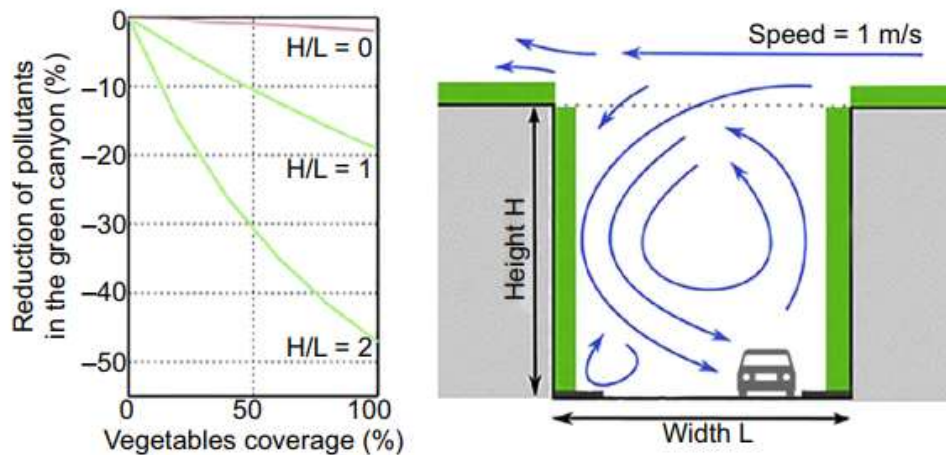 Reduction of pollutants
in the green canyon (%)
0
–10
–20
–30
–40
–50
H/L = 0
H/L = 1
H/L = 2
0
50
100
Vegetables coverage (%)
Speed = 1 m/s
Height H
Width L